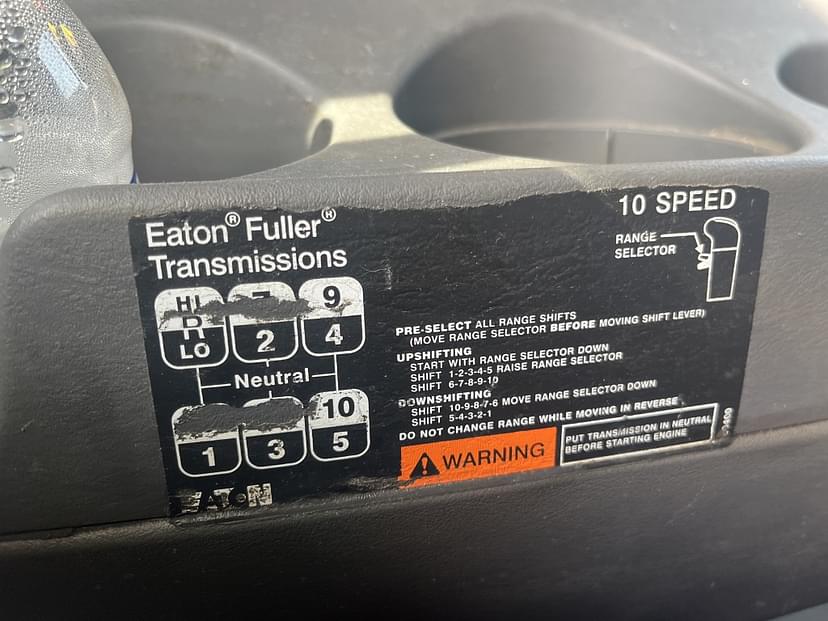 Eaton® Fuller®
Transmissions
10 SPEED
RANGE
SELECTOR
HI 9
R
LO 2 4
Neutral
10
1 3 5
EATON
PRE-SELECT ALL RANGE SHIFTS
(MOVE RANGE SELECTOR BEFORE MOVING SHIFT LEVER)
UPSHIFTING
START WITH RANGE SELECTOR DOWN
SHIFT 1-2-3-4-5 RAISE RANGE SELECTOR
SHIFT 6-7-8-9-10
DOWNSHIFTING
SHIFT 10-9-8-7-6 MOVE RANGE SELECTOR DOWN
SHIFT 5-4-3-2-1
DO NOT CHANGE RANGE WHILE MOVING IN REVERSE
WARNING
PUT TRANSMISSION IN NEUTRAL
BEFORE STARTING ENGINE